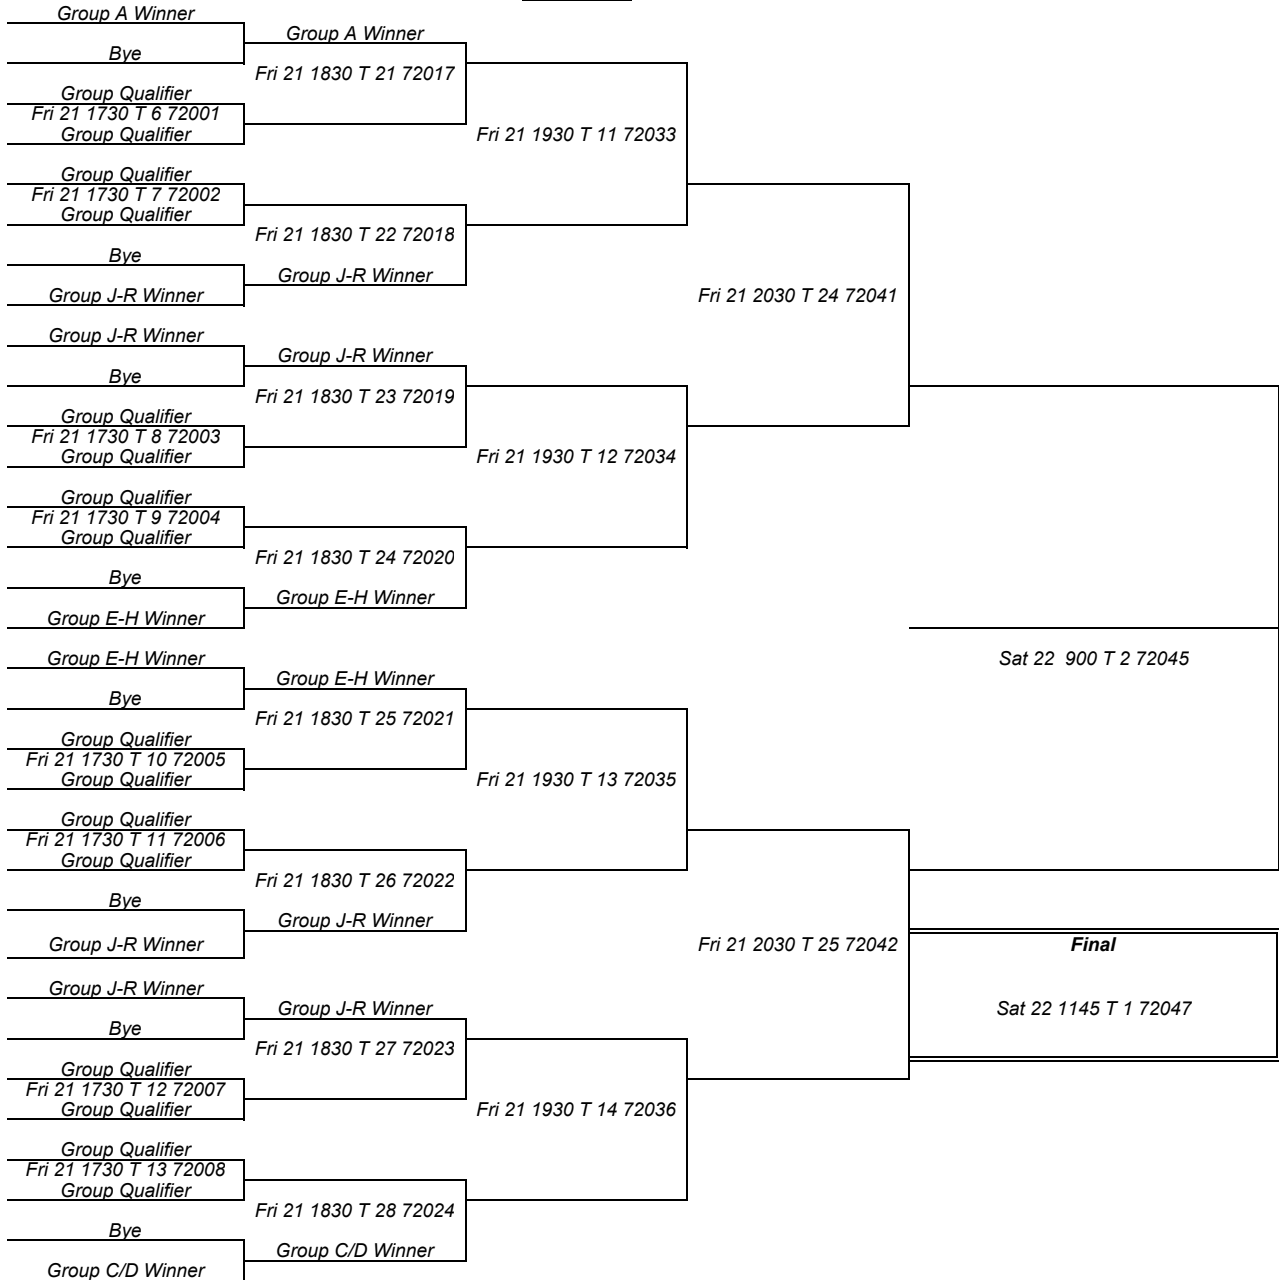 Group A Winner
Group A Winner
Bye
Fri 21 1830 T 21 72017
Group Qualifier
Fri 21 1730 T 6 72001
Group Qualifier
Fri 21 1930 T 11 72033
Group Qualifier
Fri 21 1730 T 7 72002
Group Qualifier
Fri 21 1830 T 22 72018
Bye
Group J-R Winner
Group J-R Winner
Fri 21 2030 T 24 72041
Group J-R Winner
Group J-R Winner
Bye
Fri 21 1830 T 23 72019
Group Qualifier
Fri 21 1730 T 8 72003
Group Qualifier
Fri 21 1930 T 12 72034
Group Qualifier
Fri 21 1730 T 9 72004
Group Qualifier
Fri 21 1830 T 24 72020
Bye
Group E-H Winner
Group E-H Winner
Group E-H Winner
Sat 22 900 T 2 72045
Group E-H Winner
Bye
Fri 21 1830 T 25 72021
Group Qualifier
Fri 21 1730 T 10 72005
Group Qualifier
Fri 21 1930 T 13 72035
Group Qualifier
Fri 21 1730 T 11 72006
Group Qualifier
Fri 21 1830 T 26 72022
Bye
Group J-R Winner
Group J-R Winner
Fri 21 2030 T 25 72042
Final
Group J-R Winner
Group J-R Winner
Sat 22 1145 T 1 72047
Bye
Fri 21 1830 T 27 72023
Group Qualifier
Fri 21 1730 T 12 72007
Group Qualifier
Fri 21 1930 T 14 72036
Group Qualifier
Fri 21 1730 T 13 72008
Group Qualifier
Fri 21 1830 T 28 72024
Bye
Group C/D Winner
Group C/D Winner